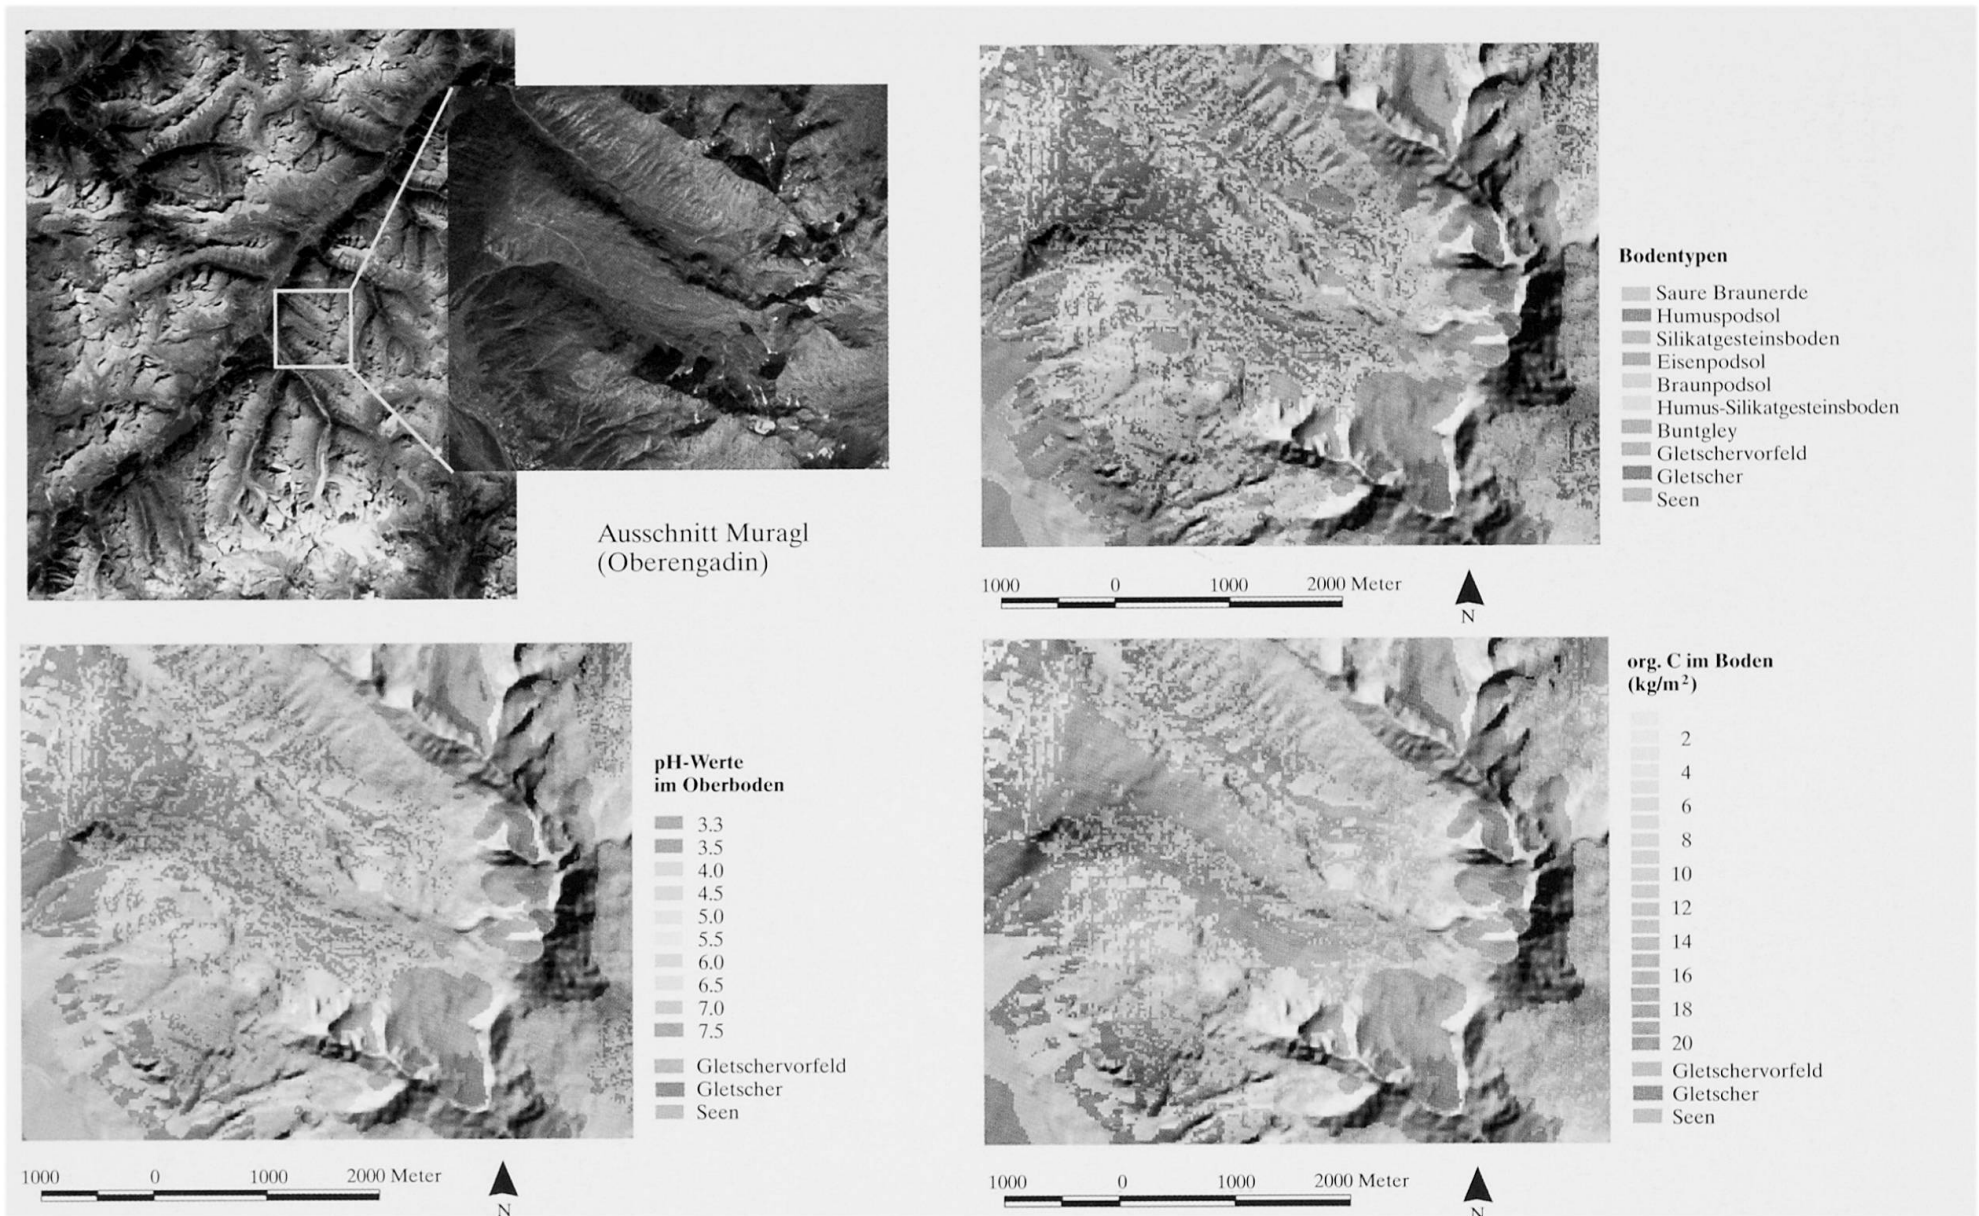 Ausschnitt Muragl
(Oberengadin)
Bodentypen
Saure Braunerde
Humuspodsol
Silikatgesteinsboden
Eisenpodsol
Braunpodsol
Humus-Silikatgesteinsboden
Buntgley
Gletschervorfeld
Gletscher
Seen
1000 0 1000 2000 Meter
N
pH-Werte
im Oberboden
3.3
3.5
4.0
4.5
5.0
5.5
6.0
6.5
7.0
7.5
Gletschervorfeld
Gletscher
Seen
1000 0 1000 2000 Meter
N
org. C im Boden
(kg/m²)
2
4
6
8
10
12
14
16
18
20
Gletschervorfeld
Gletscher
Seen
1000 0 1000 2000 Meter
N